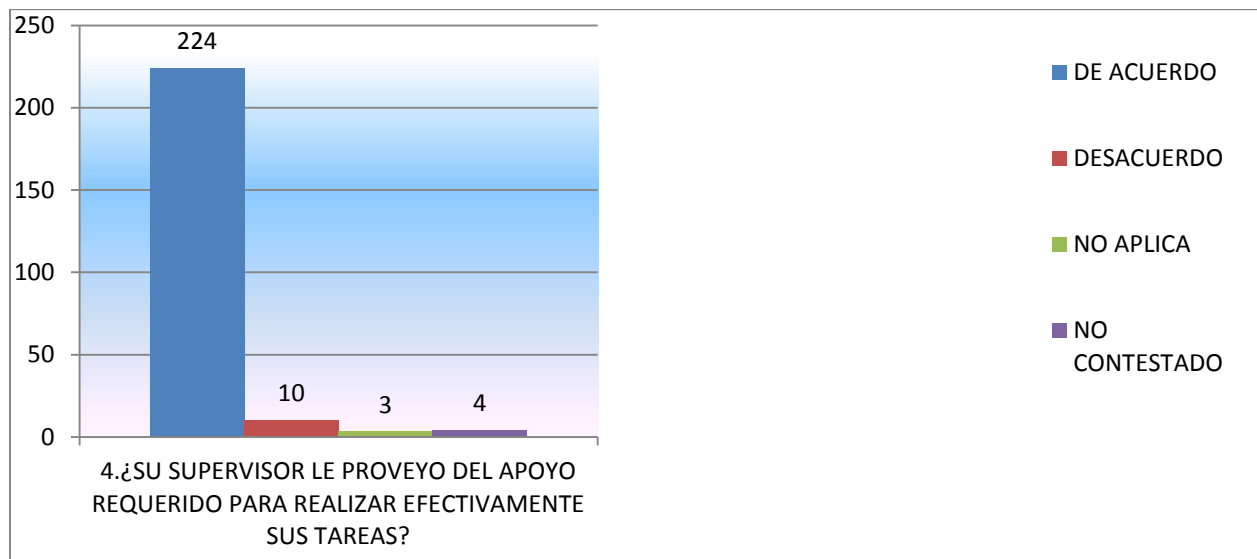 250
224
200
150
100
50
10
3
4
0
4.¿SU SUPERVISOR LE PROVEYO DEL APOYO
REQUERIDO PARA REALIZAR EFECTIVAMENTE
SUS TAREAS?
DE ACUERDO
DESACUERDO
NO APLICA
NO
CONTESTADO